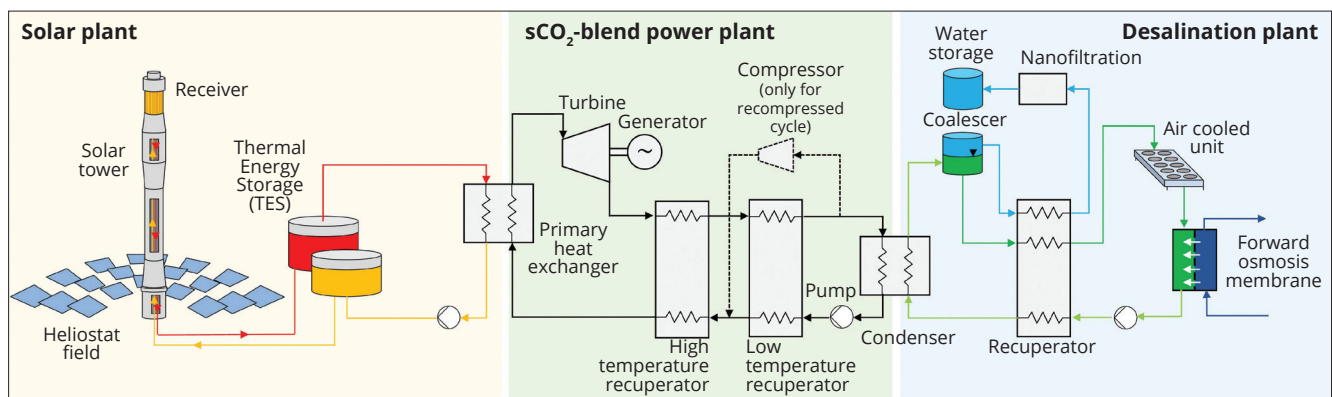 Solar plant
Receiver
Solar
tower
Thermal
Energy
Storage
(TES)
Heliostat
field
sCO₂-blend power plant
Turbine
Generator
Compressor
(only for
recompressed
cycle)
Primary
heat
exchanger
Pump
Condenser
High
temperature
recuperator
Low
temperature
recuperator
Desalination plant
Water
storage
Nanofiltration
Coalescer
Air cooled
unit
Forward
osmosis
membrane
Recuperator